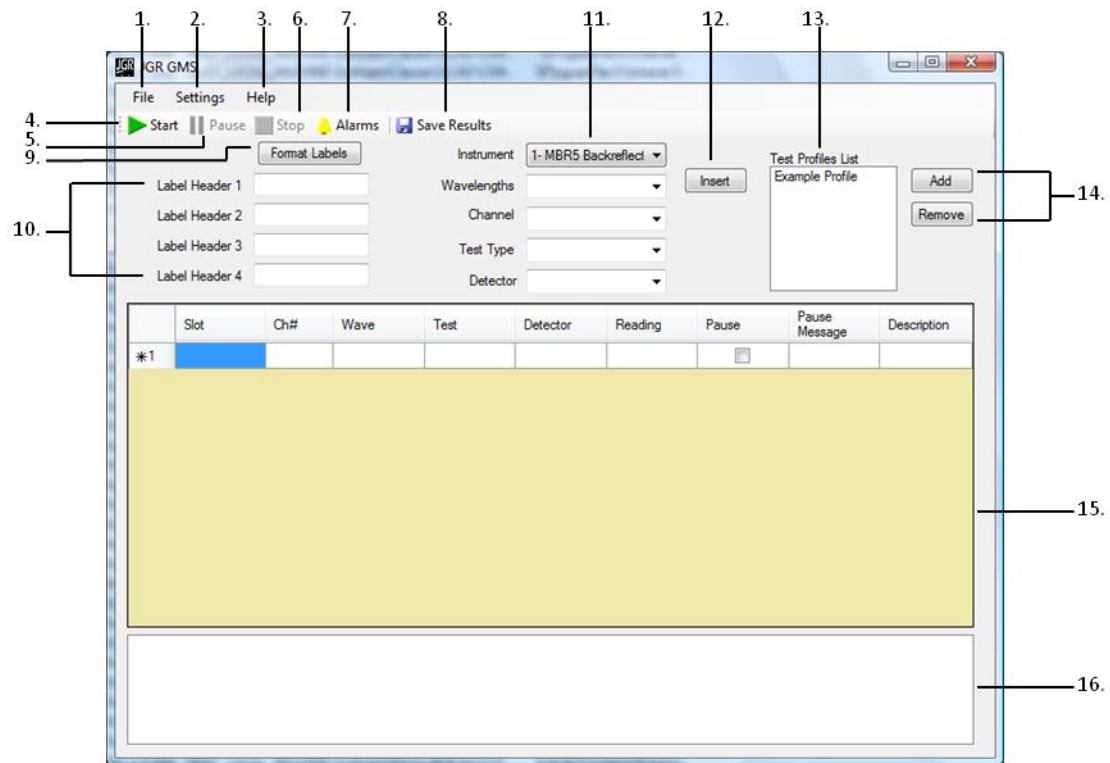 1. 2. 3. 6. 7. 8. 11. 12. 13.
JGR JGR GMS
File Settings Help
4. Start Pause Stop Alarms Save Results
5.
9. Format Labels Instrument 1- MBR5 Backreflect Test Profiles List
Label Header 1 Wavelengths Insert Example Profile Add
14.
Label Header 2 Channel Remove
10.
Label Header 3 Test Type
Label Header 4 Detector
Slot Ch# Wave Test Detector Reading Pause Pause Message Description
*1
15.
16.